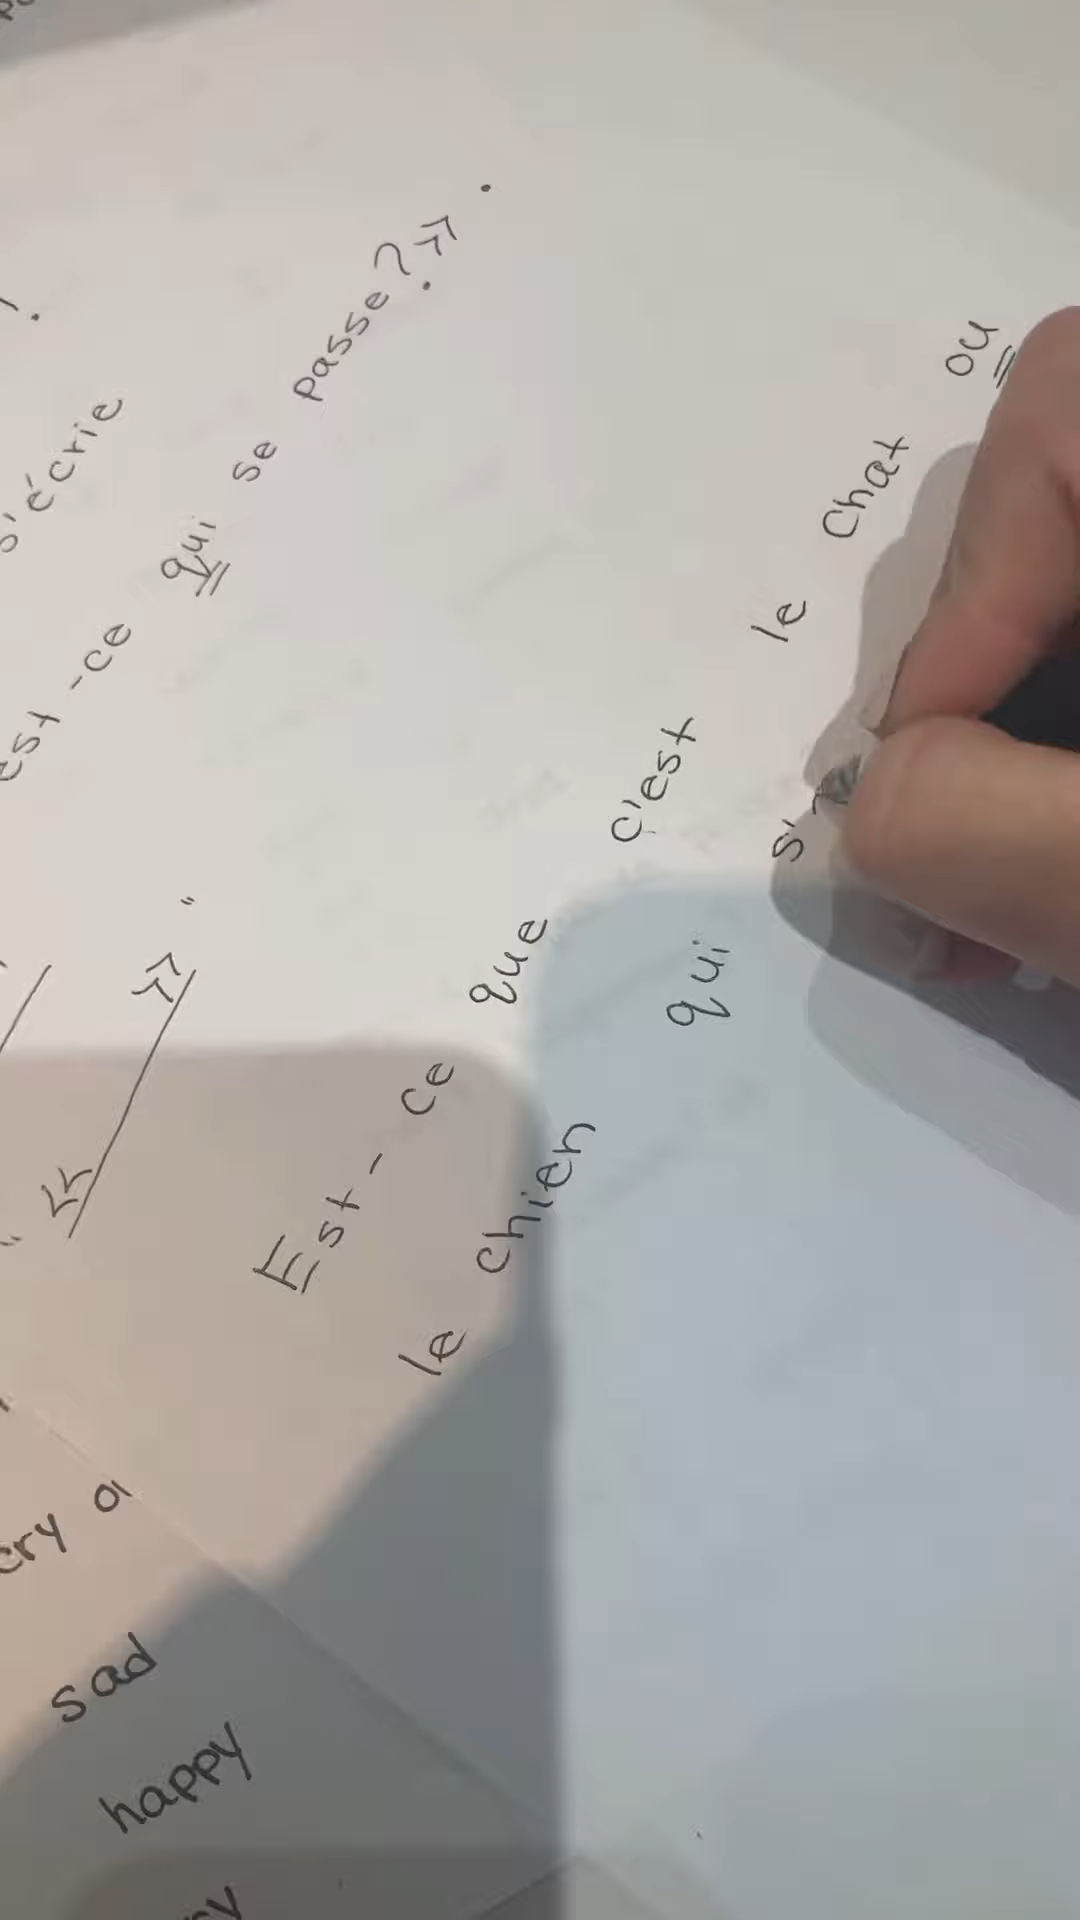 s'écrie
est-ce qui se passe? » .
" « » "
Est-ce que c'est le chat ou
le chien qui s'
cry a
sad
happy